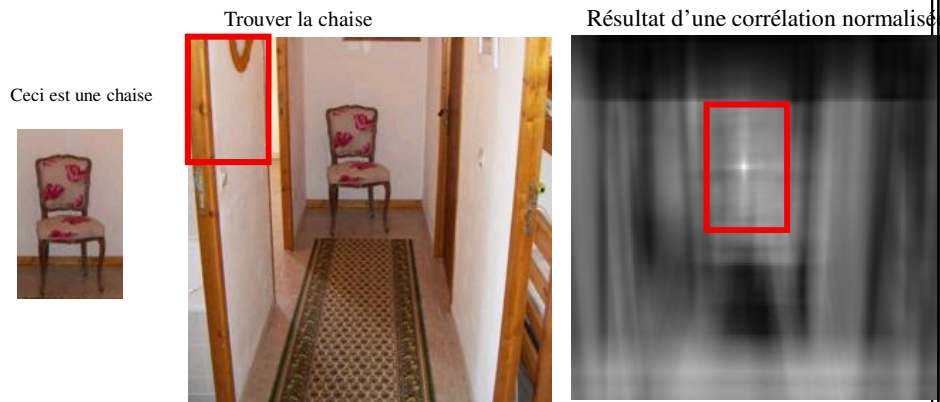 Trouver la chaise
Résultat d’une corrélation normalisé
Ceci est une chaise